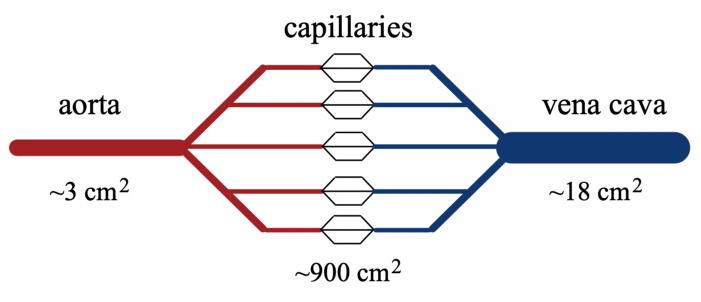 capillaries
aorta
vena cava
~3 cm²
~18 cm²
~900 cm²